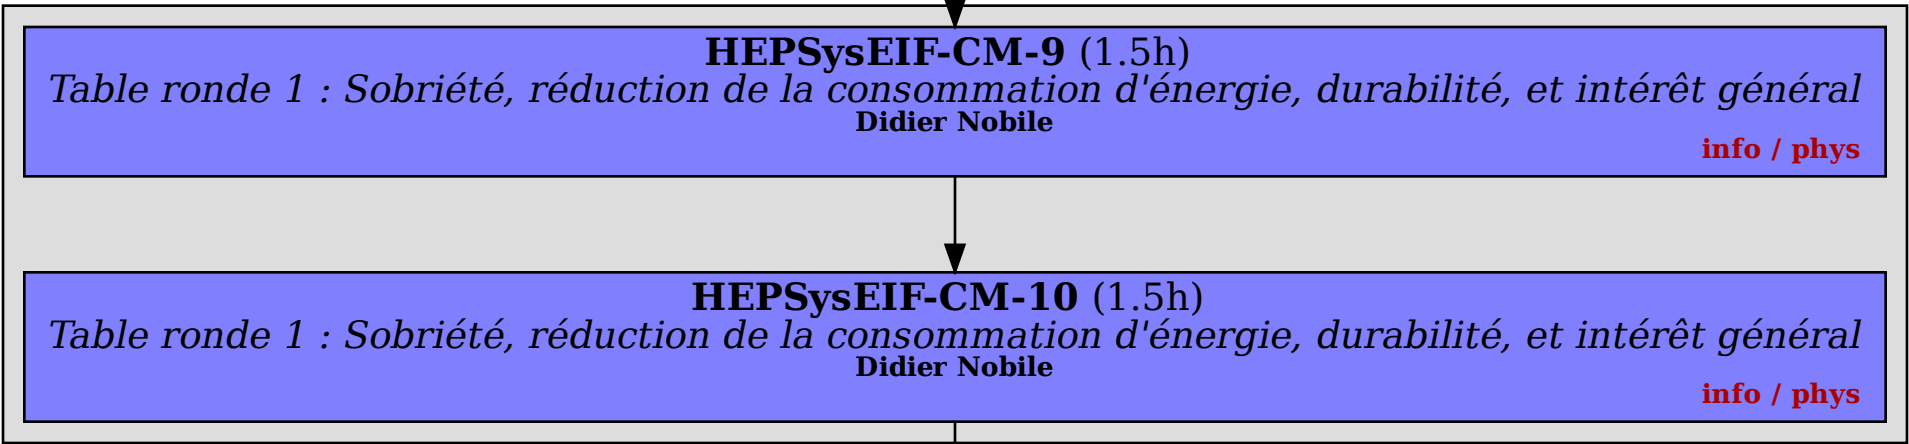 HEPSysEIF-CM-9 (1.5h)
Table ronde 1 : Sobriété, réduction de la consommation d'énergie, durabilité, et intérêt général
Didier Nobile
info / phys
HEPSysEIF-CM-10 (1.5h)
Table ronde 1 : Sobriété, réduction de la consommation d'énergie, durabilité, et intérêt général
Didier Nobile
info / phys